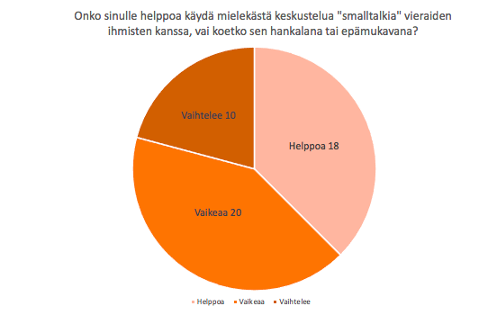 Onko sinulle helppoa käydä mielekästä keskustelua "smalltalkia" vieraiden
ihmisten kanssa, vai koetko sen hankalana tai epämukavana?
Vaihtelee 10
Helppoa 18
Vaikeaa 20
Helppoa Vaikeaa Vaihtelee